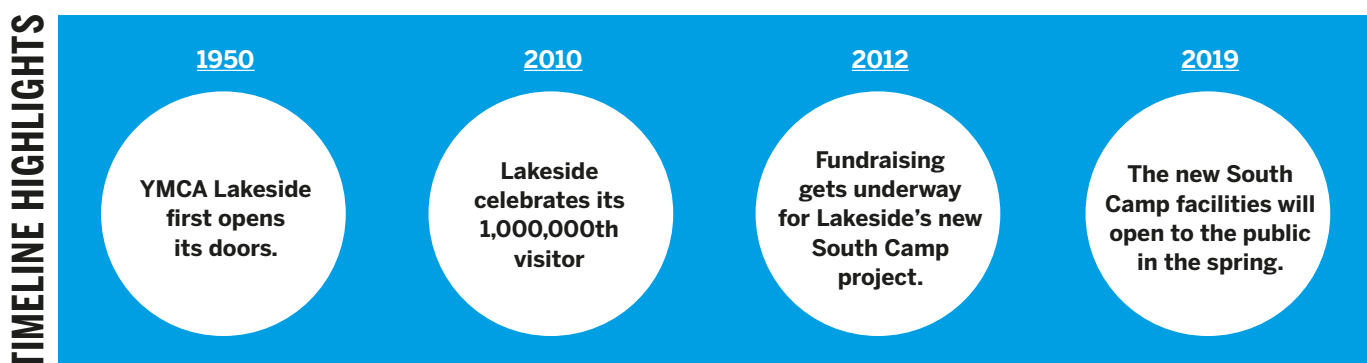 TIMELINE HIGHLIGHTS
1950
YMCA Lakeside
first opens
its doors.
2010
Lakeside
celebrates its
1,000,000th
visitor
2012
Fundraising
gets underway
for Lakeside’s new
South Camp
project.
2019
The new South
Camp facilities will
open to the public
in the spring.